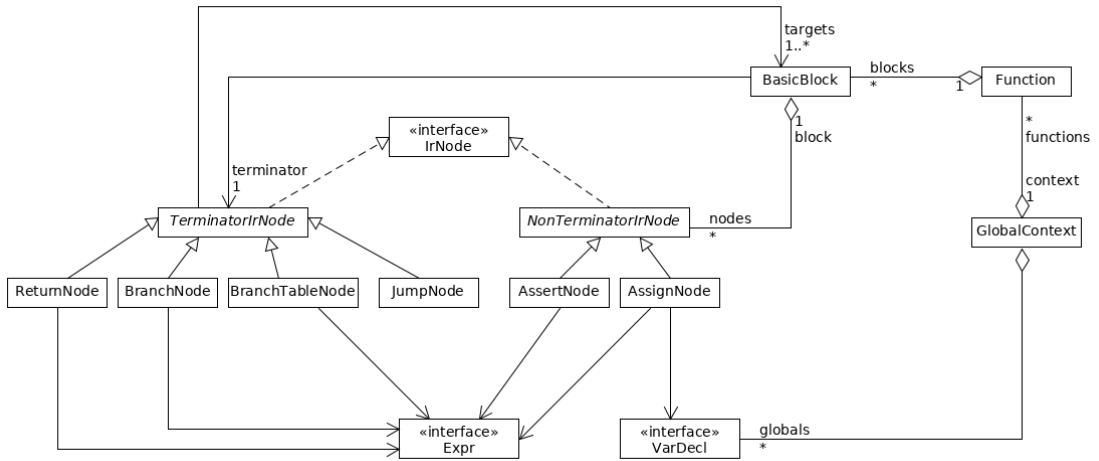 targets
1..*
BasicBlock
blocks
*
1
Function
1
block
*
functions
«interface»
IrNode
terminator
1
context
1
TerminatorIrNode
NonTerminatorIrNode
nodes
*
GlobalContext
ReturnNode
BranchNode
BranchTableNode
JumpNode
AssertNode
AssignNode
«interface»
Expr
«interface»
VarDecl
globals
*